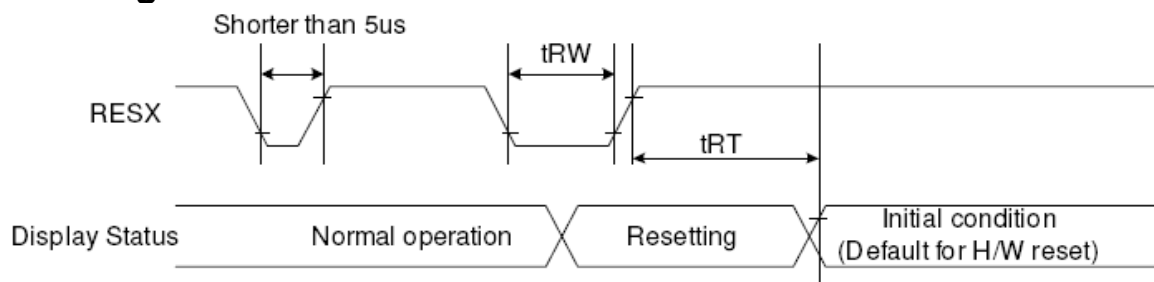 Shorter than 5us
tRW
RESX
tRT
Display Status
Normal operation
Resetting
Initial condition
(Default for H/W reset)